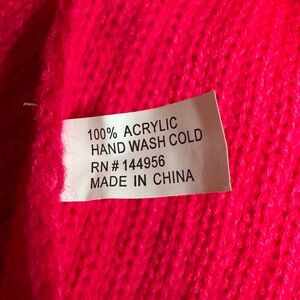 100% ACRYLIC
HAND WASH COLD
RN # 144956
MADE IN CHINA